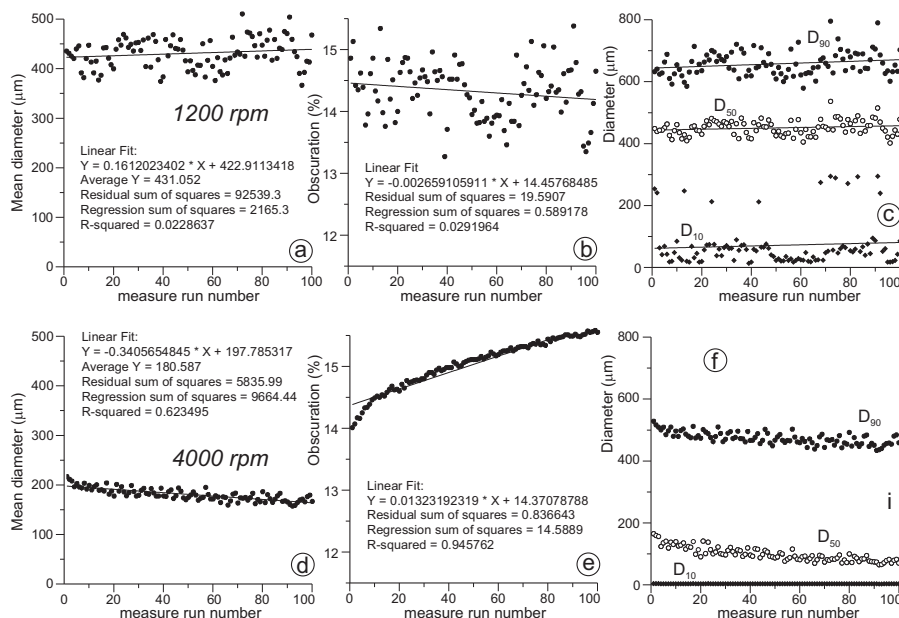 500
400
300
200
100
0
Mean diameter (μm)
1200 rpm
Linear Fit:
Y = 0.1612023402 * X + 422.9113418
Average Y = 431.052
Residual sum of squares = 92539.3
Regression sum of squares = 2165.3
R-squared = 0.0228637
a
0 20 40 60 80 100
measure run number
15
14
13
12
Obscuration (%)
Linear Fit
Y = -0.002659105911 * X + 14.45768485
Residual sum of squares = 19.5907
Regression sum of squares = 0.589178
R-squared = 0.0291964
b
0 20 40 60 80 100
measure run number
800
600
400
200
0
Diameter (μm)
D90
D50
D10
c
0 20 40 60 80 100
measure run number
500
400
300
200
100
0
Mean diameter (μm)
Linear Fit:
Y = -0.3405654845 * X + 197.785317
Average Y = 180.587
Residual sum of squares = 5835.99
Regression sum of squares = 9664.44
R-squared = 0.623495
4000 rpm
d
0 20 40 60 80 100
measure run number
15
14
13
12
Obscuration (%)
Linear Fit:
Y = 0.01323192319 * X + 14.37078788
Residual sum of squares = 0.836643
Regression sum of squares = 14.5889
R-squared = 0.945762
e
0 20 40 60 80 100
measure run number
800
600
400
200
0
Diameter (μm)
f
D90
i
D50
D10
0 20 40 60 80 100
measure run number